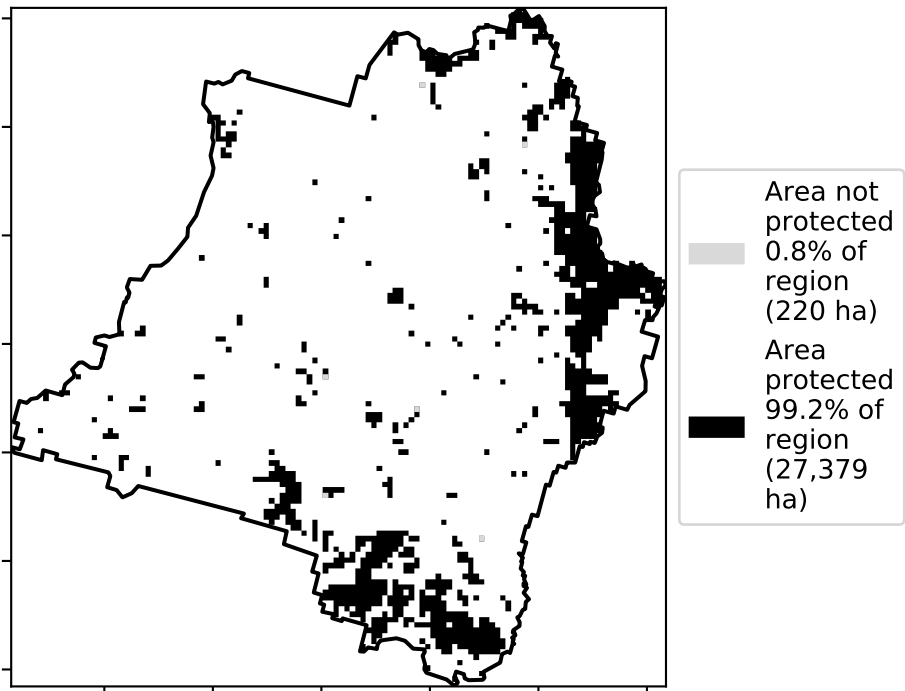 Area not
protected
0.8% of
region
(220 ha)
Area
protected
99.2% of
region
(27,379
ha)